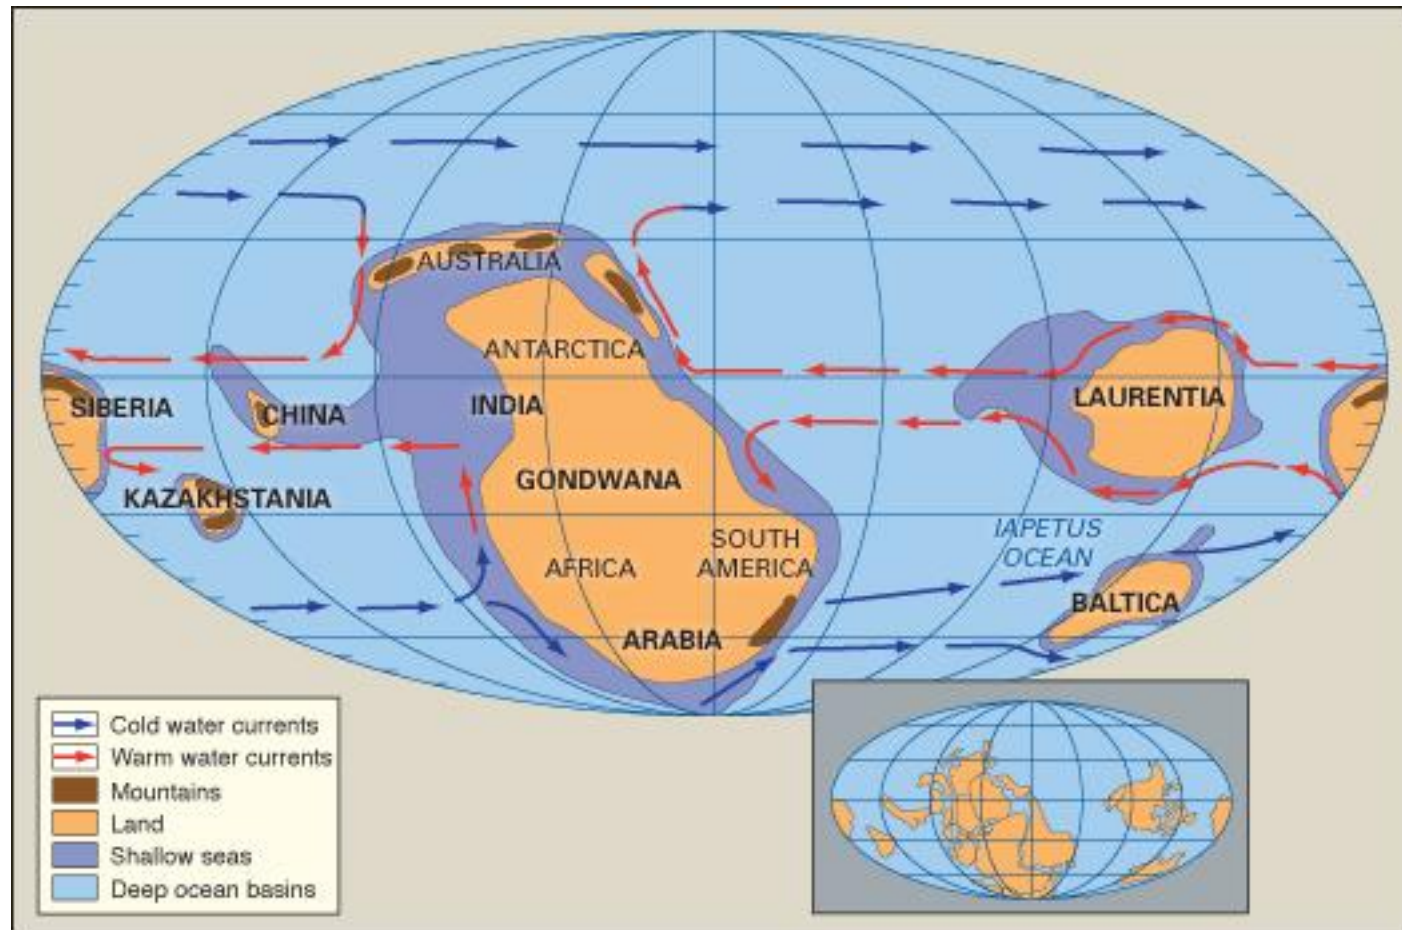 AUSTRALIA
ANTARCTICA
SIBERIA
CHINA
INDIA
LAURENTIA
KAZAKHSTANIA
GONDWANA
IAPETUS
OCEAN
SOUTH
AMERICA
AFRICA
BALTICA
ARABIA
Cold water currents
Warm water currents
Mountains
Land
Shallow seas
Deep ocean basins